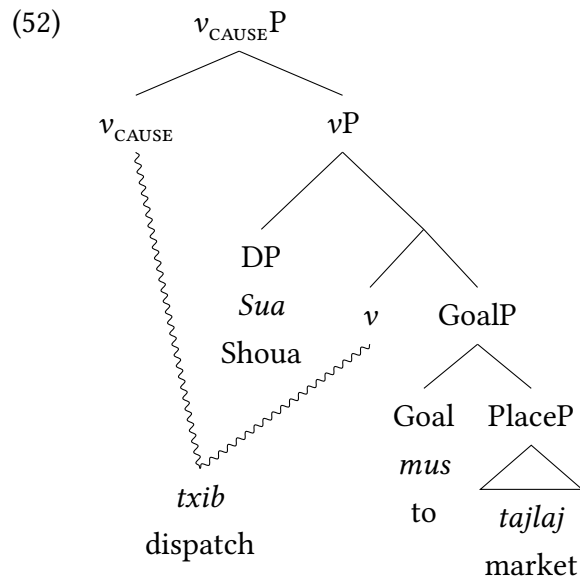 (52)
vCAUSEP
vCAUSE vP
DP
Sua v GoalP
Shoua
Goal PlaceP
mus
txib to tajlaj
dispatch market